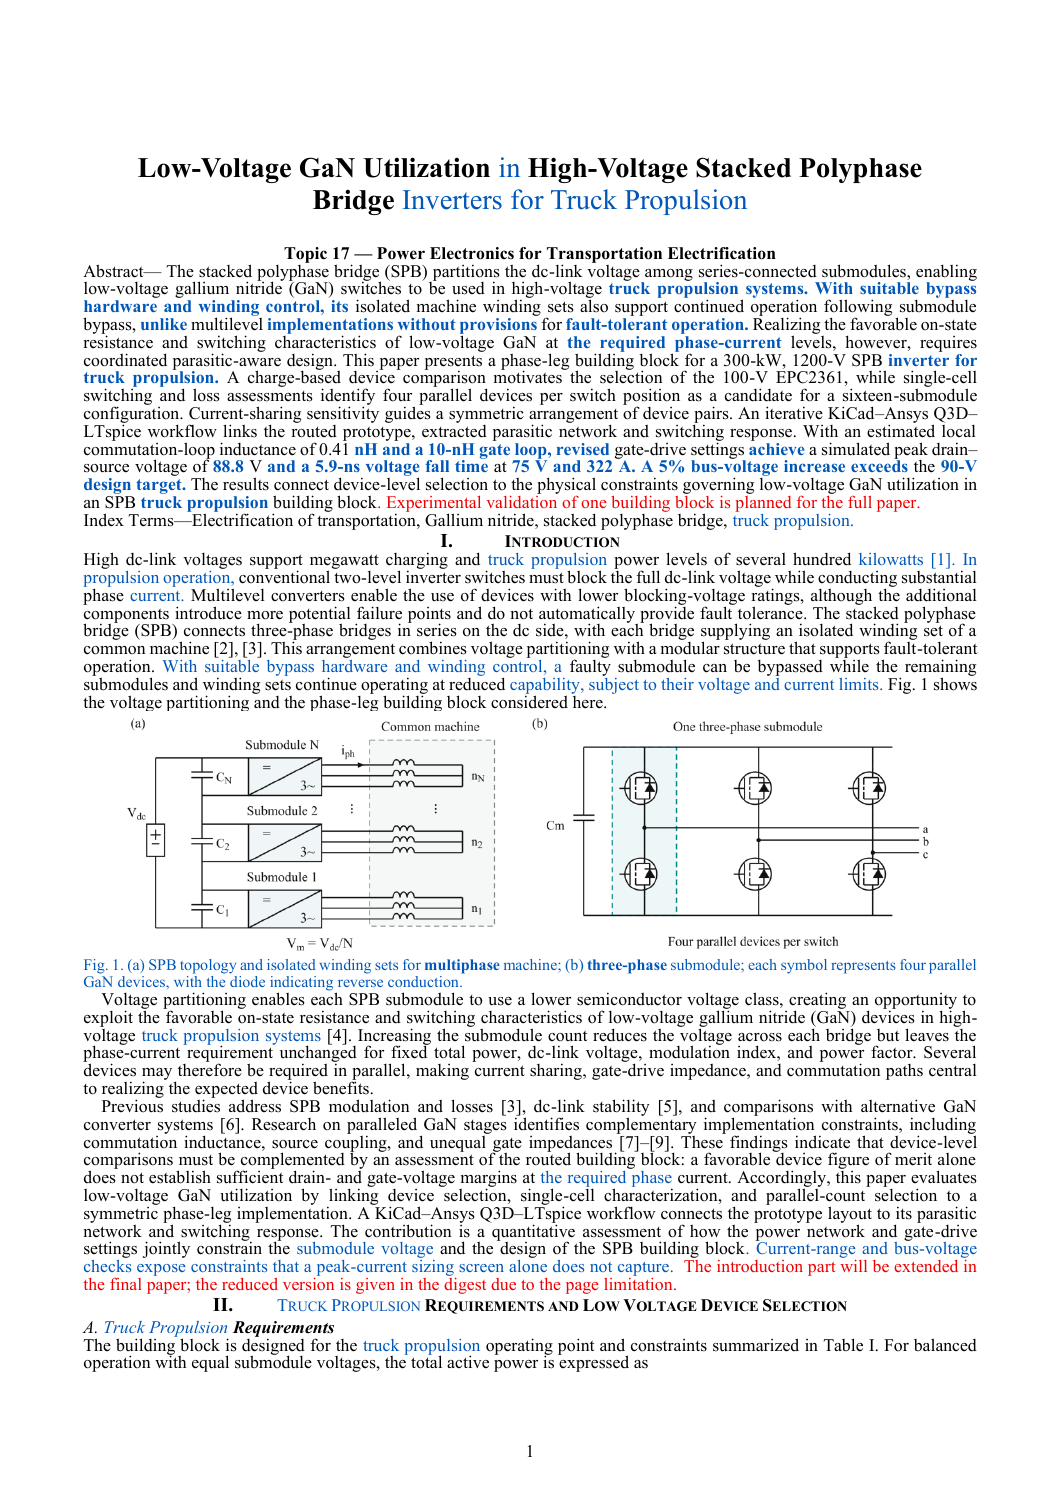 Low-Voltage GaN Utilization in High-Voltage Stacked Polyphase
Bridge Inverters for Truck Propulsion
Topic 17 — Power Electronics for Transportation Electrification
Abstract— The stacked polyphase bridge (SPB) partitions the dc-link voltage among series-connected submodules, enabling
low-voltage gallium nitride (GaN) switches to be used in high-voltage truck propulsion systems. With suitable bypass
hardware and winding control, its isolated machine winding sets also support continued operation following submodule
bypass, unlike multilevel implementations without provisions for fault-tolerant operation. Realizing the favorable on-state
resistance and switching characteristics of low-voltage GaN at the required phase-current levels, however, requires
coordinated parasitic-aware design. This paper presents a phase-leg building block for a 300-kW, 1200-V SPB inverter for
truck propulsion. A charge-based device comparison motivates the selection of the 100-V EPC2361, while single-cell
switching and loss assessments identify four parallel devices per switch position as a candidate for a sixteen-submodule
configuration. Current-sharing sensitivity guides a symmetric arrangement of device pairs. An iterative KiCad–Ansys Q3D–
LTspice workflow links the routed prototype, extracted parasitic network and switching response. With an estimated local
commutation-loop inductance of 0.41 nH and a 10-nH gate loop, revised gate-drive settings achieve a simulated peak drain–
source voltage of 88.8 V and a 5.9-ns voltage fall time at 75 V and 322 A. A 5% bus-voltage increase exceeds the 90-V
design target. The results connect device-level selection to the physical constraints governing low-voltage GaN utilization in
an SPB truck propulsion building block. Experimental validation of one building block is planned for the full paper.
Index Terms—Electrification of transportation, Gallium nitride, stacked polyphase bridge, truck propulsion.
I. INTRODUCTION
High dc-link voltages support megawatt charging and truck propulsion power levels of several hundred kilowatts [1]. In
propulsion operation, conventional two-level inverter switches must block the full dc-link voltage while conducting substantial
phase current. Multilevel converters enable the use of devices with lower blocking-voltage ratings, although the additional
components introduce more potential failure points and do not automatically provide fault tolerance. The stacked polyphase
bridge (SPB) connects three-phase bridges in series on the dc side, with each bridge supplying an isolated winding set of a
common machine [2], [3]. This arrangement combines voltage partitioning with a modular structure that supports fault-tolerant
operation. With suitable bypass hardware and winding control, a faulty submodule can be bypassed while the remaining
submodules and winding sets continue operating at reduced capability, subject to their voltage and current limits. Fig. 1 shows
the voltage partitioning and the phase-leg building block considered here.
(a)
Common machine
Submodule N
iph
=
3~
CN
nN
Vdc
Submodule 2
⋮
⋮
=
3~
C2
n2
Submodule 1
=
3~
C1
n1
Vm = Vdc/N
(b)
One three-phase submodule
Cm
a
b
c
Four parallel devices per switch
Fig. 1. (a) SPB topology and isolated winding sets for multiphase machine; (b) three-phase submodule; each symbol represents four parallel
GaN devices, with the diode indicating reverse conduction.
Voltage partitioning enables each SPB submodule to use a lower semiconductor voltage class, creating an opportunity to
exploit the favorable on-state resistance and switching characteristics of low-voltage gallium nitride (GaN) devices in high-
voltage truck propulsion systems [4]. Increasing the submodule count reduces the voltage across each bridge but leaves the
phase-current requirement unchanged for fixed total power, dc-link voltage, modulation index, and power factor. Several
devices may therefore be required in parallel, making current sharing, gate-drive impedance, and commutation paths central
to realizing the expected device benefits.
Previous studies address SPB modulation and losses [3], dc-link stability [5], and comparisons with alternative GaN
converter systems [6]. Research on paralleled GaN stages identifies complementary implementation constraints, including
commutation inductance, source coupling, and unequal gate impedances [7]–[9]. These findings indicate that device-level
comparisons must be complemented by an assessment of the routed building block: a favorable device figure of merit alone
does not establish sufficient drain- and gate-voltage margins at the required phase current. Accordingly, this paper evaluates
low-voltage GaN utilization by linking device selection, single-cell characterization, and parallel-count selection to a
symmetric phase-leg implementation. A KiCad–Ansys Q3D–LTspice workflow connects the prototype layout to its parasitic
network and switching response. The contribution is a quantitative assessment of how the power network and gate-drive
settings jointly constrain the submodule voltage and the design of the SPB building block. Current-range and bus-voltage
checks expose constraints that a peak-current sizing screen alone does not capture. The introduction part will be extended in
the final paper; the reduced version is given in the digest due to the page limitation.
II. TRUCK PROPULSION REQUIREMENTS AND LOW VOLTAGE DEVICE SELECTION
A. Truck Propulsion Requirements
The building block is designed for the truck propulsion operating point and constraints summarized in Table I. For balanced
operation with equal submodule voltages, the total active power is expressed as
1